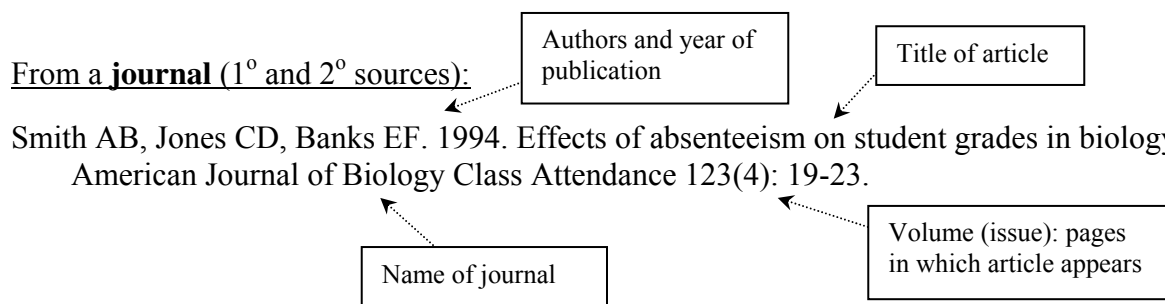 Authors and year of
publication
Title of article
From a journal (1º and 2º sources):
Smith AB, Jones CD, Banks EF. 1994. Effects of absenteeism on student grades in biology
American Journal of Biology Class Attendance 123(4): 19-23.
Name of journal
Volume (issue): pages
in which article appears